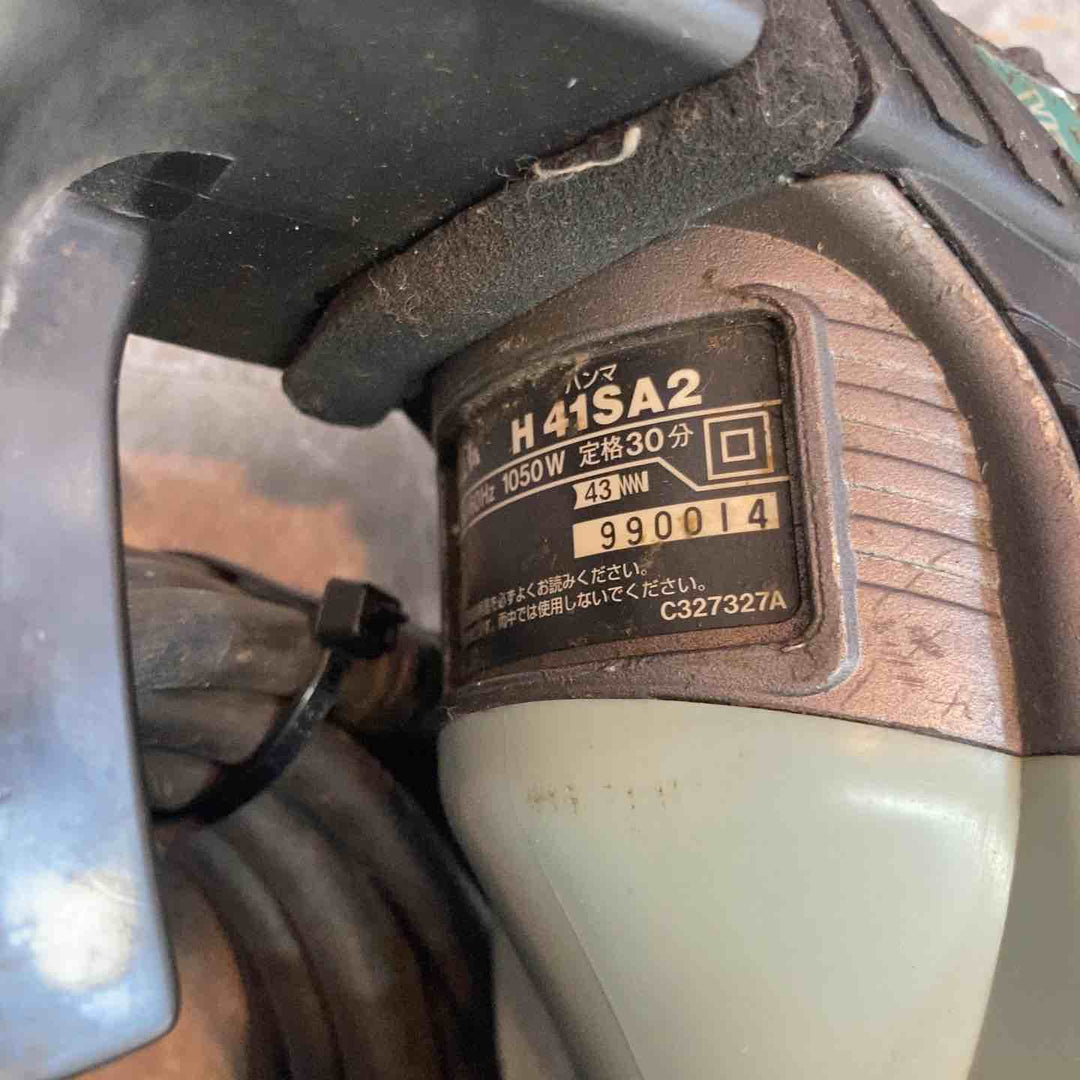 ハンマ
H 41SA2
60Hz 1050W 定格30分
43
990014
を必ずよくお読みください。
雨中では使用しないでください。
C327327A